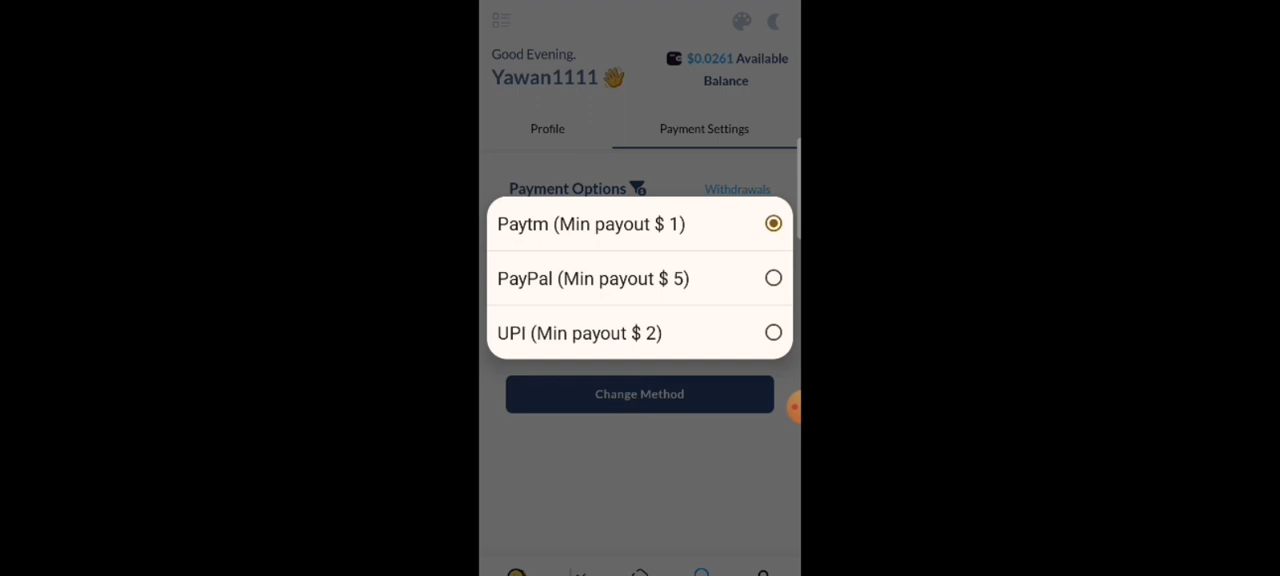 Good Evening.
Yawan1111 👋
$0.0261 Available
Balance
Profile
Payment Settings
Payment Options
Withdrawals
Paytm (Min payout $ 1)
PayPal (Min payout $ 5)
UPI (Min payout $ 2)
Change Method